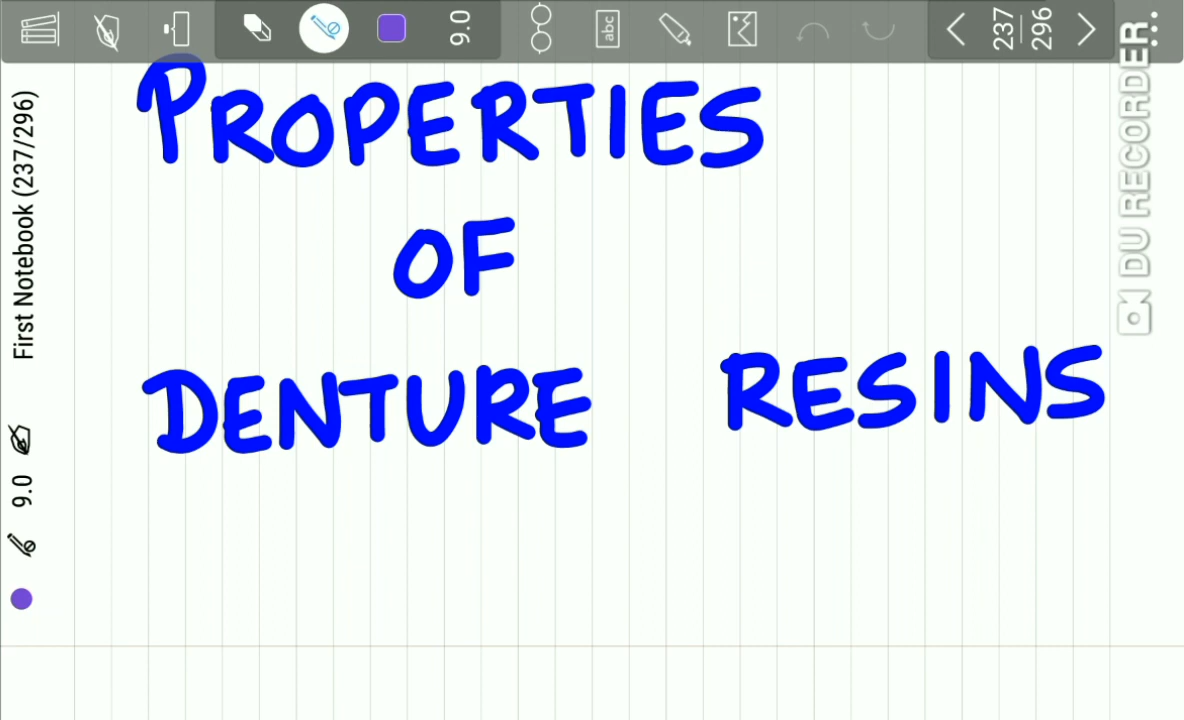 abc
9.0
237
296
First Notebook (237/296)
9.0
DU RECORDER
PROPERTIES
OF
DENTURE RESINS